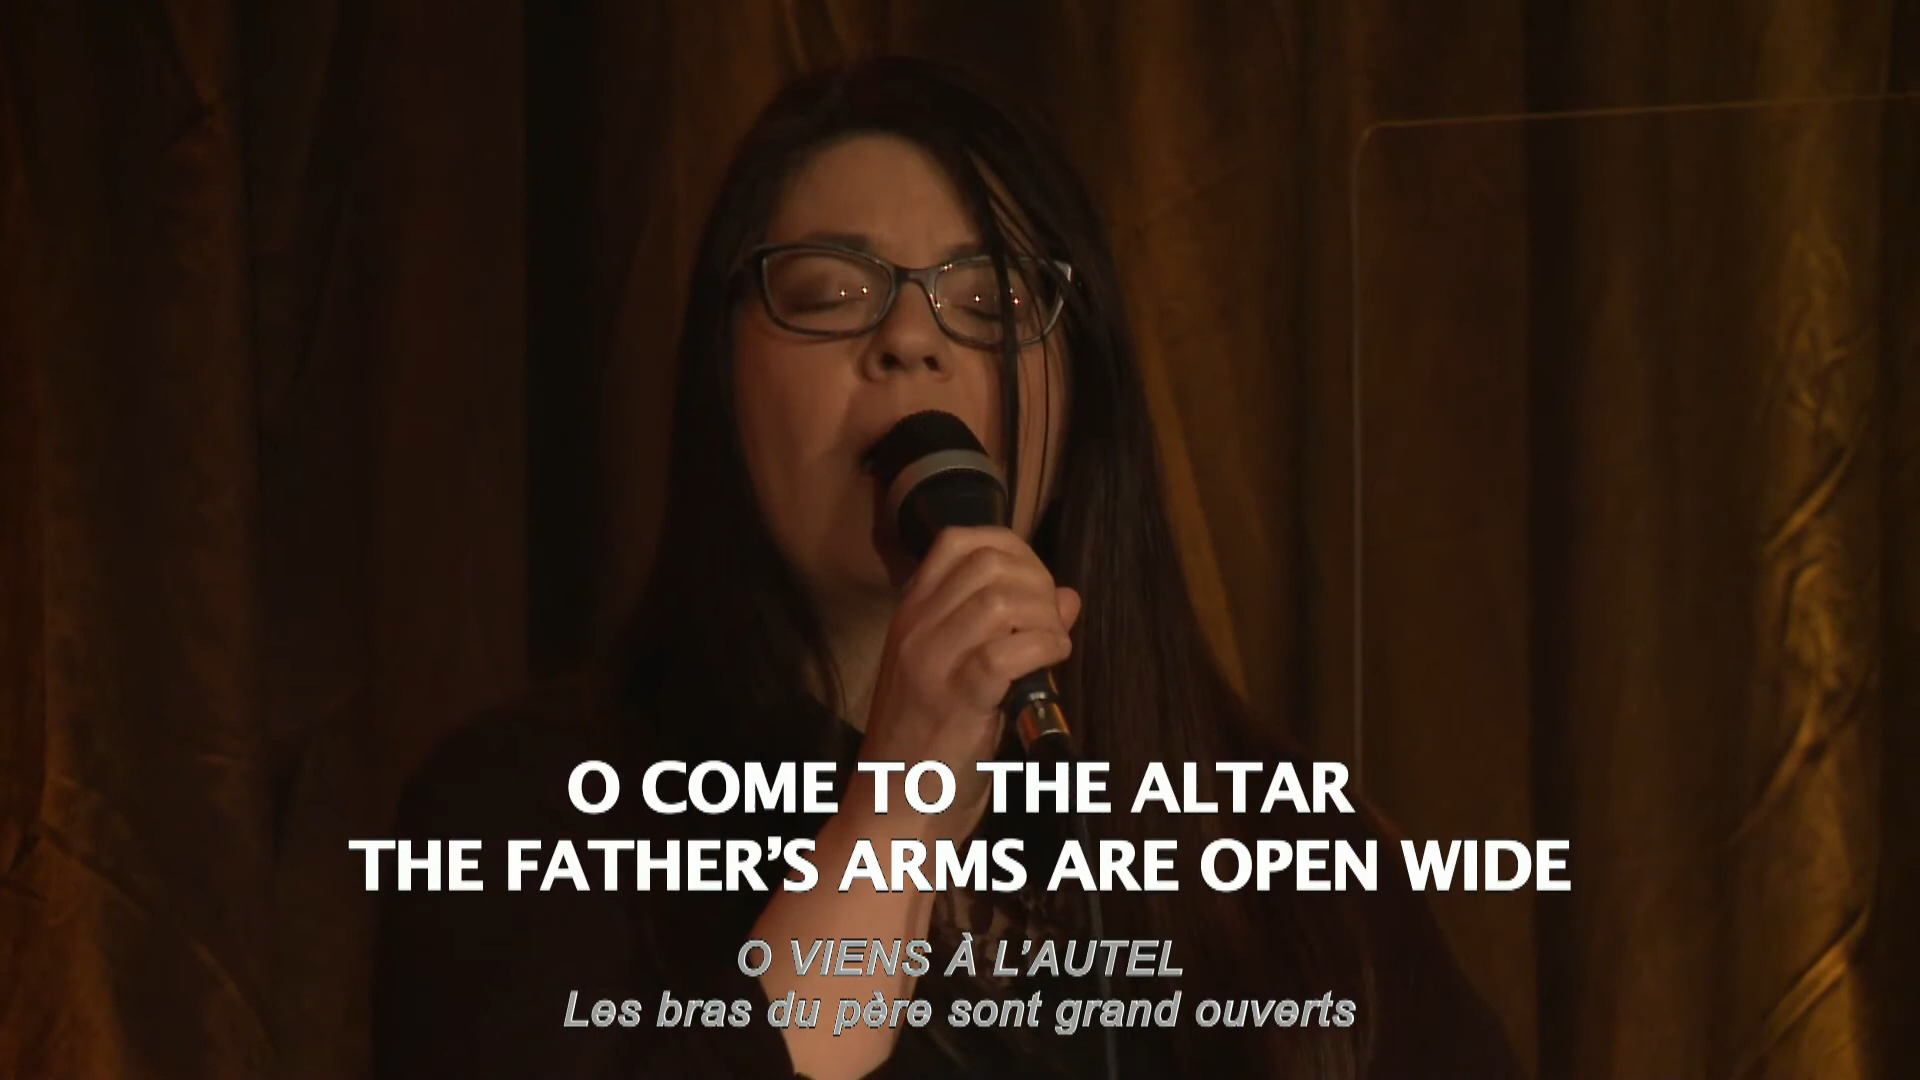 O COME TO THE ALTAR
THE FATHER’S ARMS ARE OPEN WIDE
O VIENS À L’AUTEL
Les bras du père sont grand ouverts